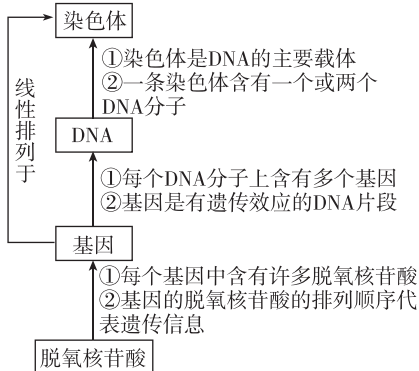 染色体
①染色体是DNA的主要载体
②一条染色体含有一个或两个
DNA分子
线性排列于
DNA
①每个DNA分子上含有多个基因
②基因是有遗传效应的DNA片段
基因
①每个基因中含有许多脱氧核苷酸
②基因的脱氧核苷酸的排列顺序代
表遗传信息
脱氧核苷酸